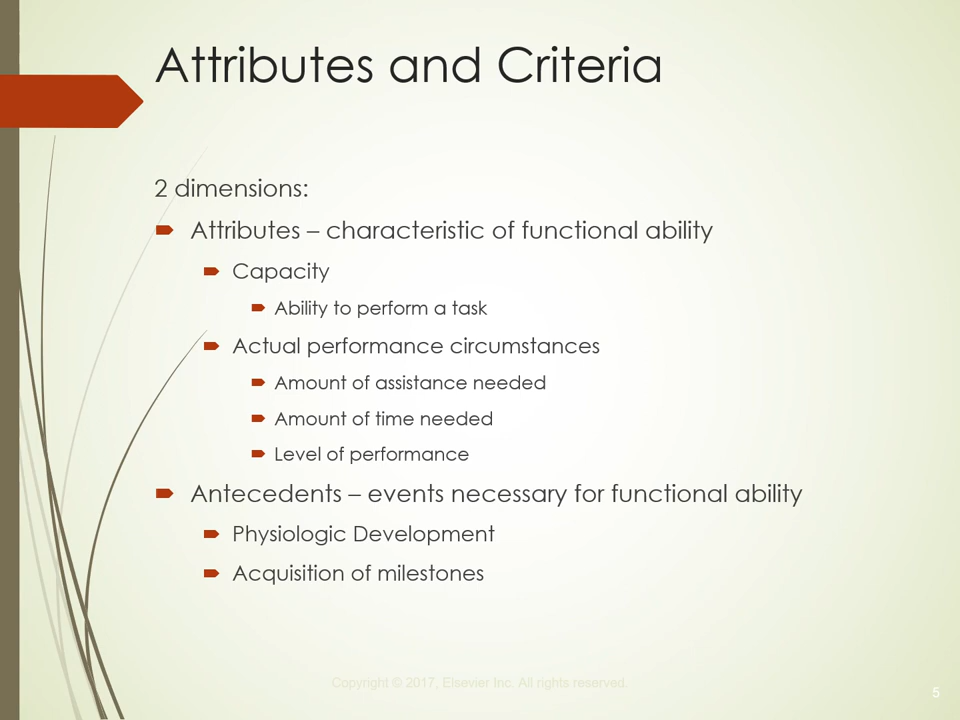 Attributes and Criteria
2 dimensions:
Attributes – characteristic of functional ability
Capacity
Ability to perform a task
Actual performance circumstances
Amount of assistance needed
Amount of time needed
Level of performance
Antecedents – events necessary for functional ability
Physiologic Development
Acquisition of milestones
Copyright © 2017, Elsevier Inc. All rights reserved.
5